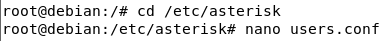 root@debian:/# cd /etc/asterisk
root@debian:/etc/asterisk# nano users.conf